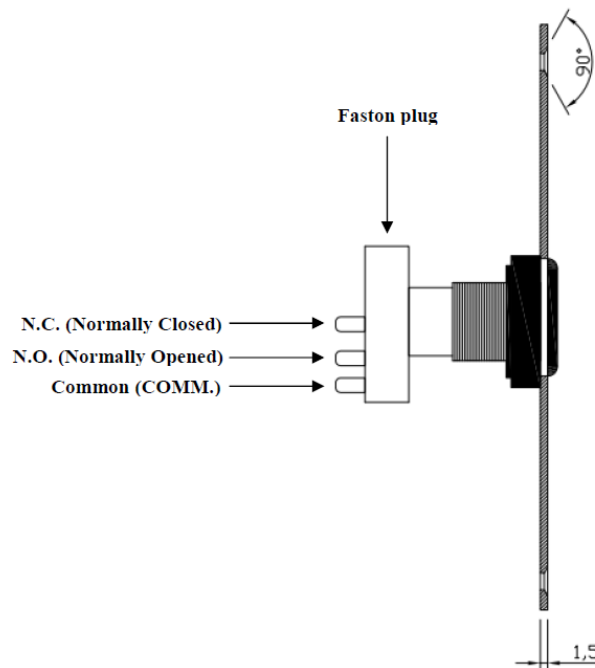 90°
Faston plug
N.C. (Normally Closed)
N.O. (Normally Opened)
Common (COMM.)
1,5